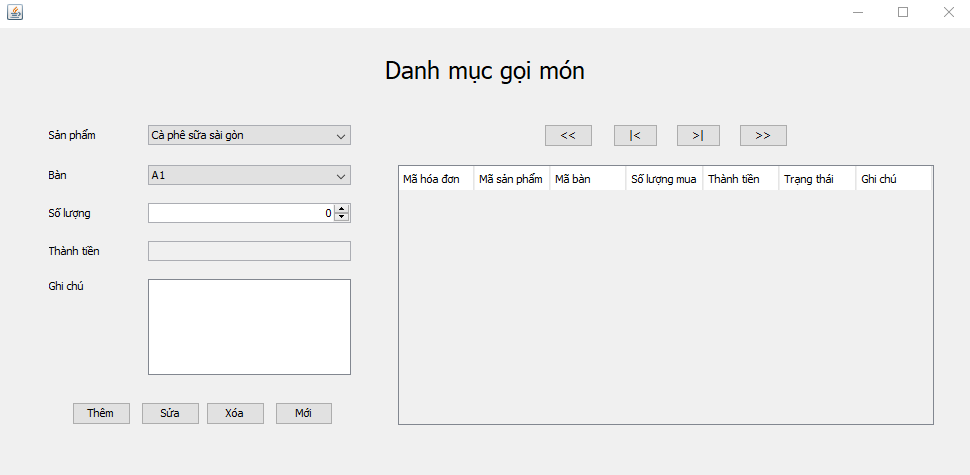 Danh mục gọi món
Sản phẩm
Cà phê sữa sài gòn
Bàn
A1
Số lượng
0
Thành tiền
Ghi chú
Thêm
Sửa
Xóa
Mới
<<
|<
>|
>>
Mã hóa đơn
Mã sản phẩm
Mã bàn
Số lượng mua
Thành tiền
Trạng thái
Ghi chú